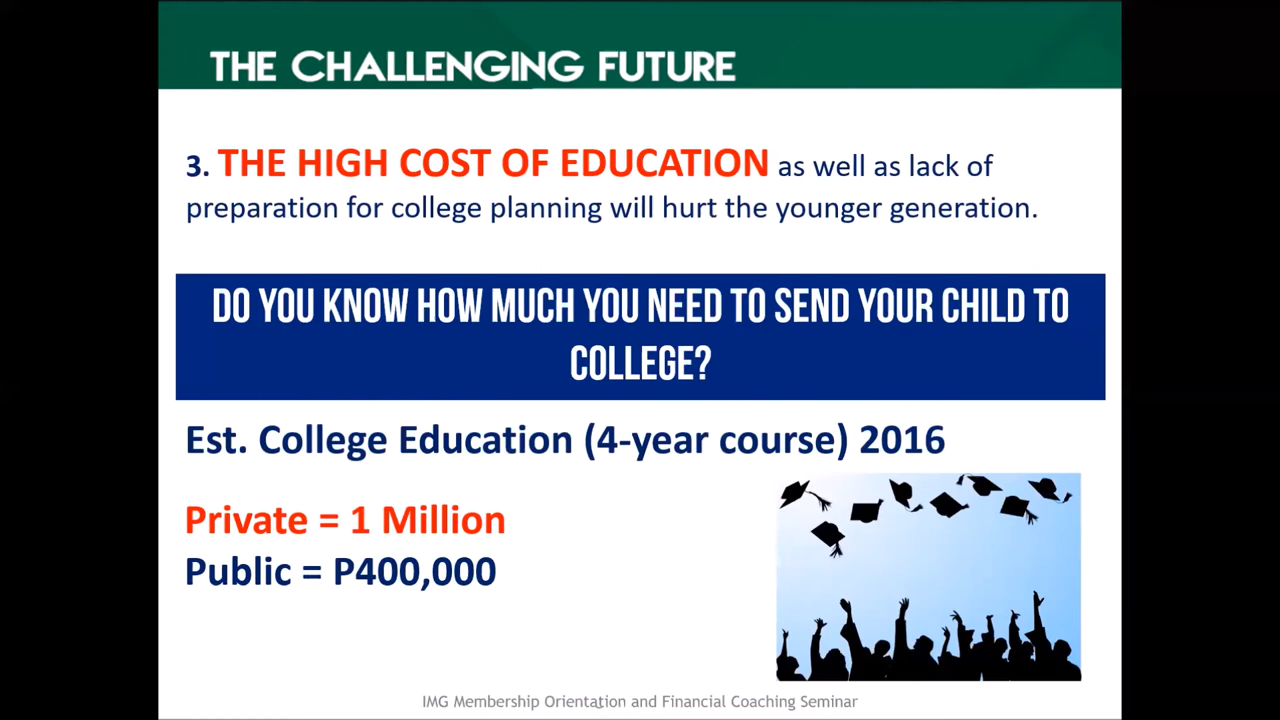 THE CHALLENGING FUTURE
3. THE HIGH COST OF EDUCATION as well as lack of
preparation for college planning will hurt the younger generation.
DO YOU KNOW HOW MUCH YOU NEED TO SEND YOUR CHILD TO
COLLEGE?
Est. College Education (4-year course) 2016
Private = 1 Million
Public = P400,000
IMG Membership Orientation and Financial Coaching Seminar